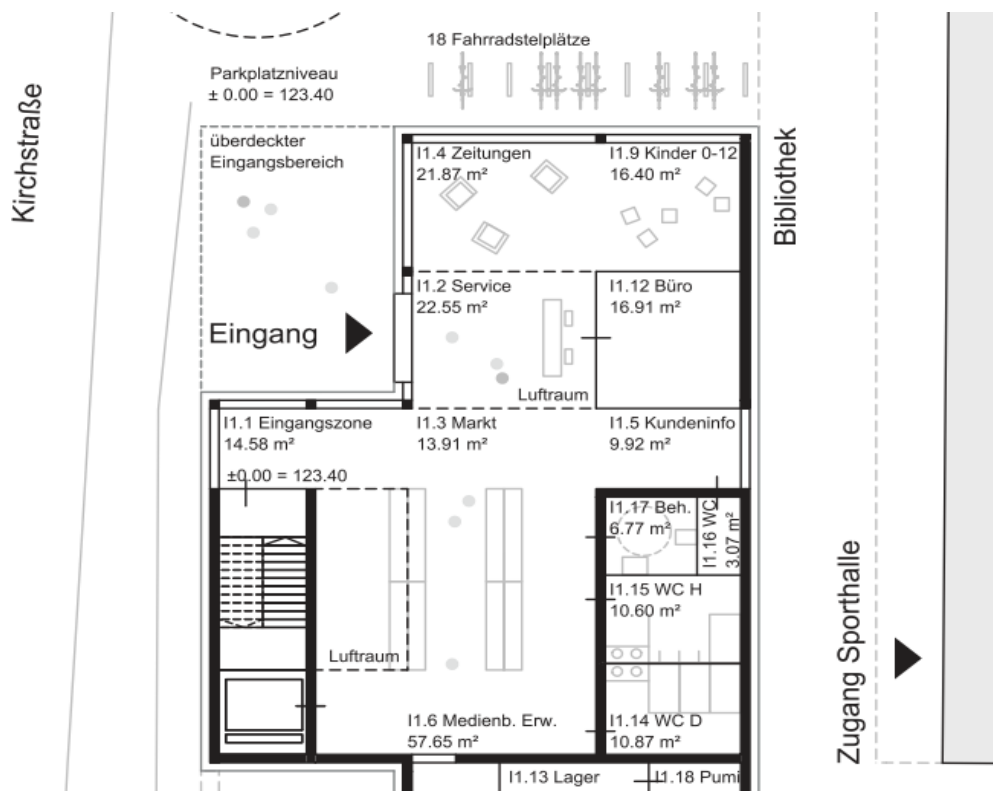 18 Fahrradstelplätze
Parkplatzniveau
± 0.00 = 123.40
Kirchstraße
überdeckter
Eingangsbereich
I1.4 Zeitungen
21.87 m²
I1.9 Kinder 0-12
16.40 m²
Bibliothek
I1.2 Service
22.55 m²
I1.12 Büro
16.91 m²
Eingang
Luftraum
I1.1 Eingangszone
14.58 m²
I1.3 Markt
13.91 m²
I1.5 Kundeninfo
9.92 m²
±0.00 = 123.40
I1.17 Beh.
6.77 m²
I1.16 WC
3.07 m²
I1.15 WC H
10.60 m²
Zugang Sporthalle
Luftraum
I1.6 Medienb. Erw.
57.65 m²
I1.14 WC D
10.87 m²
I1.13 Lager
I1.18 Pumi